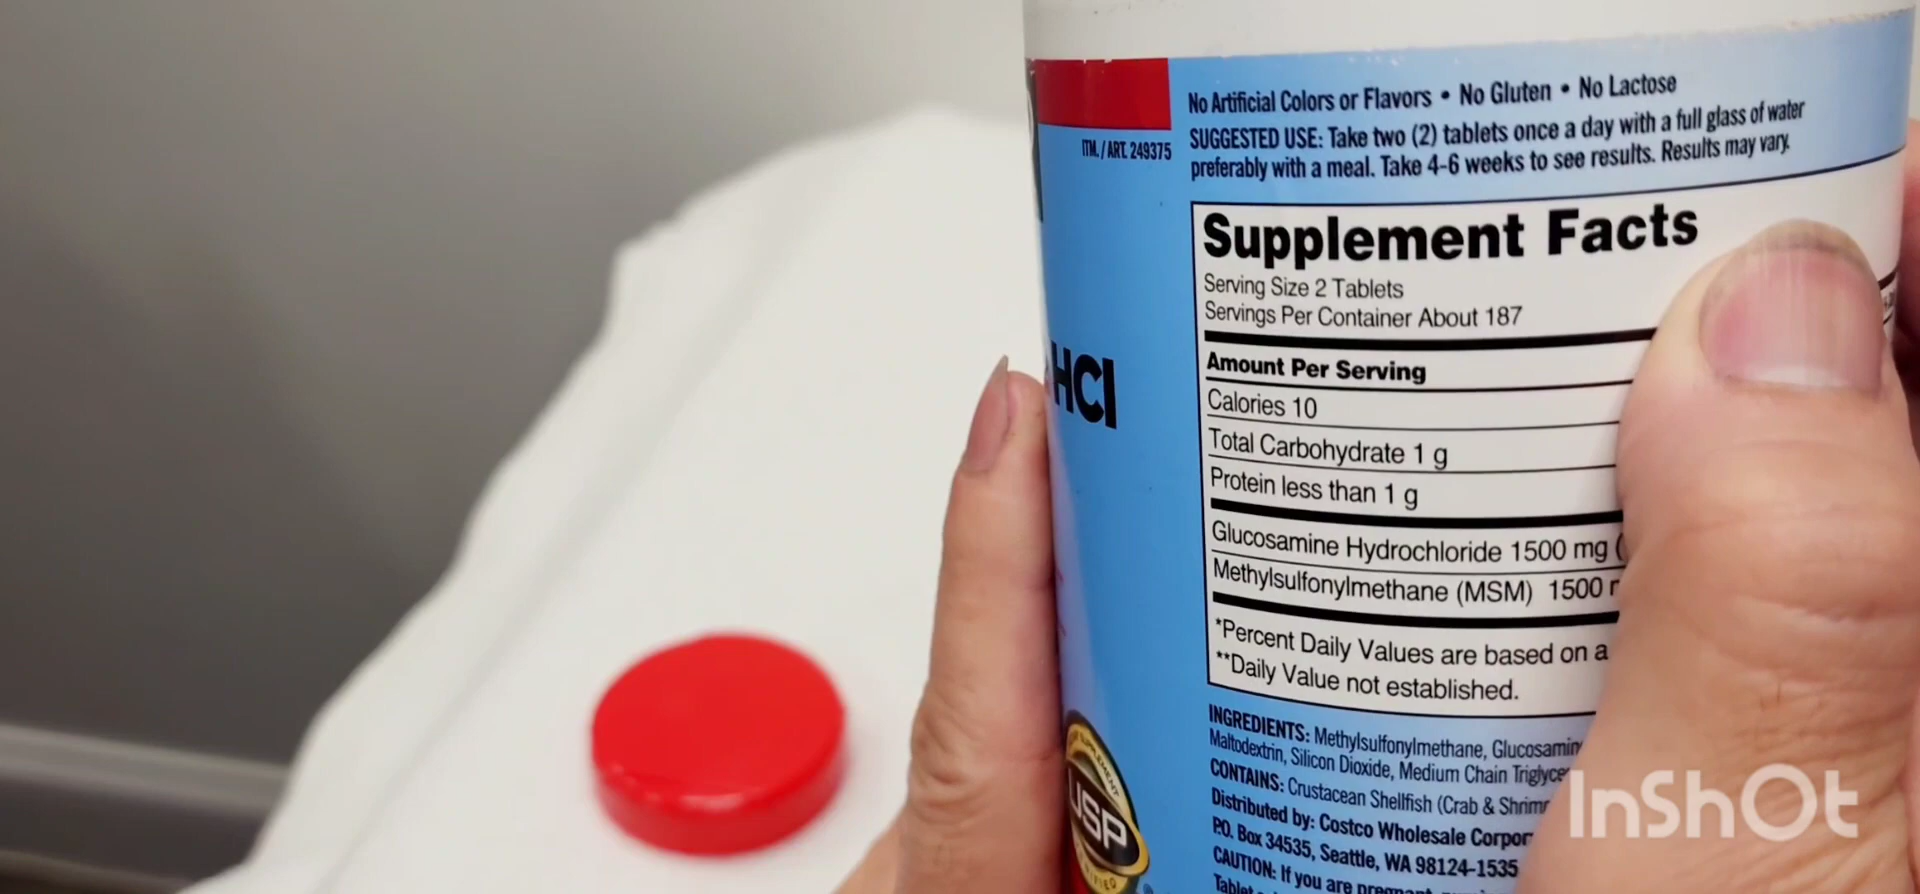 No Artificial Colors or Flavors • No Gluten • No Lactose
SUGGESTED USE: Take two (2) tablets once a day with a full glass of water
preferably with a meal. Take 4-6 weeks to see results. Results may vary.
ITM. / ART. 249375
Supplement Facts
Serving Size 2 Tablets
Servings Per Container About 187
Amount Per Serving
Calories 10
Total Carbohydrate 1 g
Protein less than 1 g
Glucosamine Hydrochloride 1500 mg (
Methylsulfonylmethane (MSM) 1500
*Percent Daily Values are based on a
**Daily Value not established.
HCl
INGREDIENTS: Methylsulfonylmethane,
Maltodextrin, Silicon Dioxide, Medium Chain
CONTAINS: Crustacean Shellfish (Crab &
Distributed by: Costco Wholesale
P.O. Box 34535, Seattle, WA 98124-1535
CAUTION: If you are
USP
InShOt